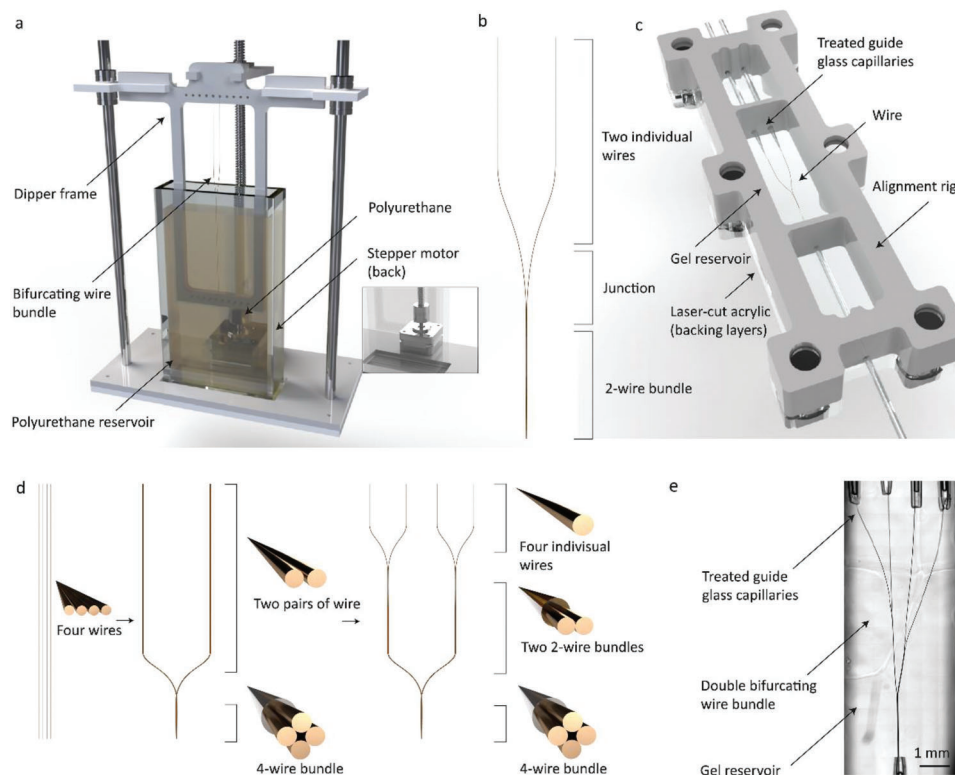 a
Dipper frame
Bifurcating wire
bundle
Polyurethane reservoir
Polyurethane
Stepper motor
(back)
b
Two individual
wires
Junction
2-wire bundle
c
Treated guide
glass capillaries
Wire
Alignment rig
Gel reservoir
Laser-cut acrylic
(backing layers)
d
Four wires
Two pairs of wire
4-wire bundle
Four indivisual
wires
Two 2-wire bundles
4-wire bundle
e
Treated guide
glass capillaries
Double bifurcating
wire bundle
Gel reservoir
1 mm